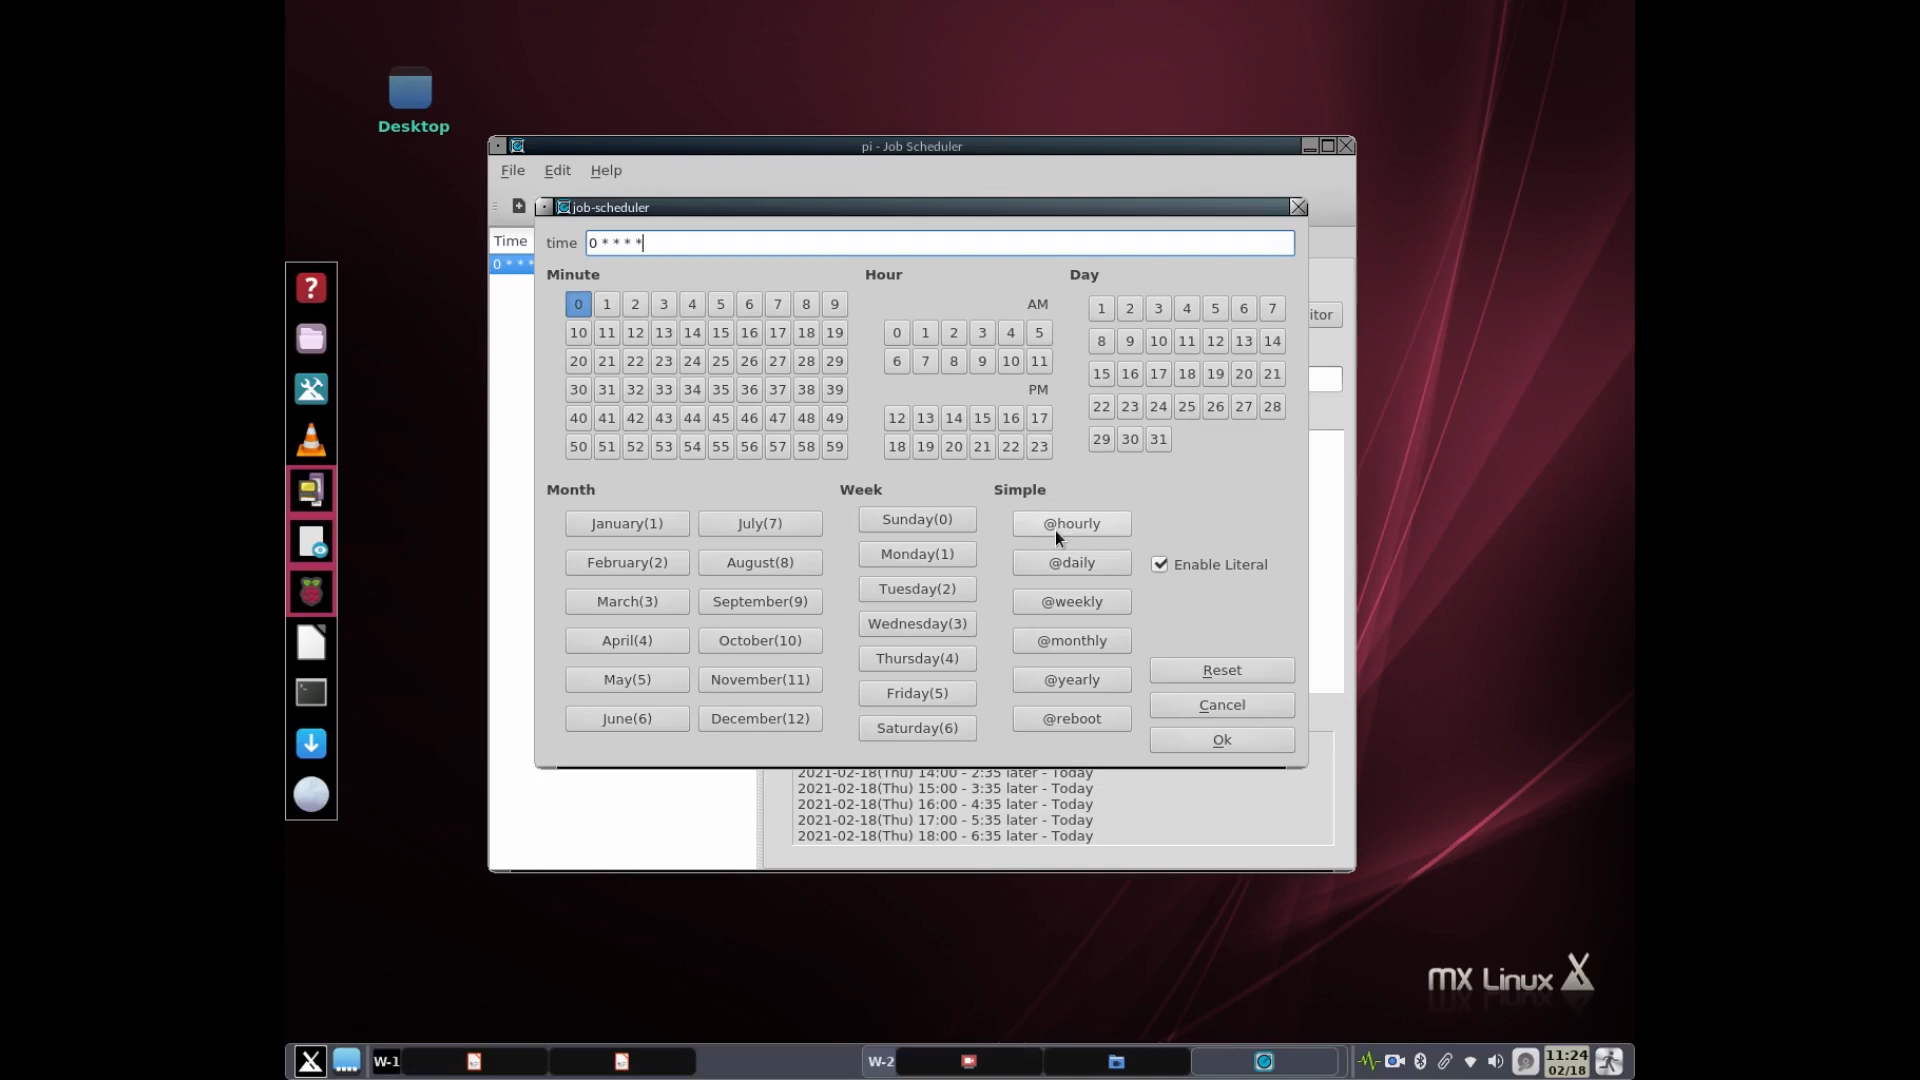 Desktop
pi - Job Scheduler
File Edit Help
job-scheduler
Time
0 * * *
time 0 * * * *
Minute
0 1 2 3 4 5 6 7 8 9
10 11 12 13 14 15 16 17 18 19
20 21 22 23 24 25 26 27 28 29
30 31 32 33 34 35 36 37 38 39
40 41 42 43 44 45 46 47 48 49
50 51 52 53 54 55 56 57 58 59
Hour
AM
0 1 2 3 4 5
6 7 8 9 10 11
PM
12 13 14 15 16 17
18 19 20 21 22 23
Day
1 2 3 4 5 6 7
8 9 10 11 12 13 14
15 16 17 18 19 20 21
22 23 24 25 26 27 28
29 30 31
itor
Month
January(1) July(7)
February(2) August(8)
March(3) September(9)
April(4) October(10)
May(5) November(11)
June(6) December(12)
Week
Sunday(0)
Monday(1)
Tuesday(2)
Wednesday(3)
Thursday(4)
Friday(5)
Saturday(6)
Simple
@hourly
@daily
@weekly
@monthly
@yearly
@reboot
Enable Literal
Reset
Cancel
Ok
2021-02-18(Thu) 14:00 - 2:35 later - Today
2021-02-18(Thu) 15:00 - 3:35 later - Today
2021-02-18(Thu) 16:00 - 4:35 later - Today
2021-02-18(Thu) 17:00 - 5:35 later - Today
2021-02-18(Thu) 18:00 - 6:35 later - Today
MX Linux
W-1
W-2
11:24
02/18